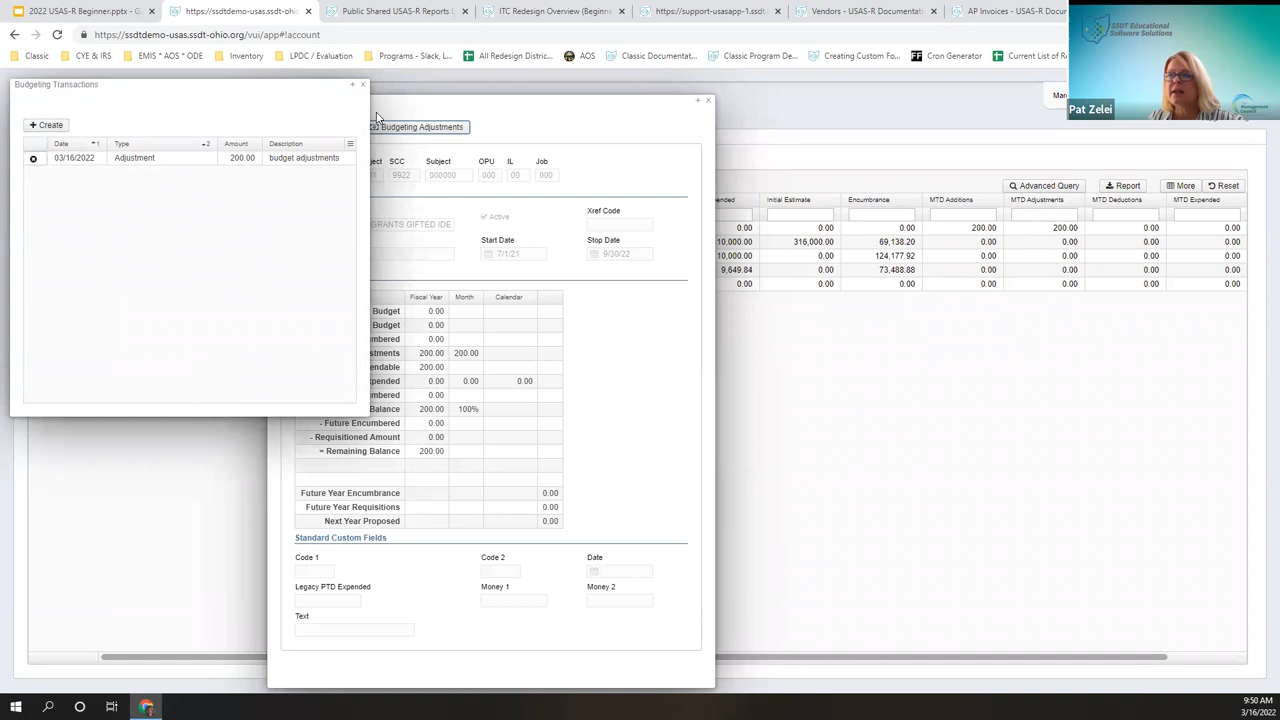 2022 USAS-R Beginner.pptx - G
https://ssdtdemo-usas.ssdt-ohio
Public Shared USAS-R Reports
ITC Redesign Overview (Beginne
https://support-usasapp-1.ssdt
Vendors - USAS-R Documentati
AP Invoices - USAS-R Docu
https://ssdtdemo-usas.ssdt-ohio.org/vui/app#!account
Classic
CYE & IRS
EMIS * AOS * ODE
Inventory
LPDC / Evaluation
Programs - Slack, L
All Redesign District
AOS
Classic Documentat
Classic Program De
Creating Custom Fo
Cron Generator
Current List of R
SSDT Educational
Software Solutions
Management
Council
Pat Zelei
Mar
Budgeting Transactions
Create
Date 1 Type 2 Amount Description
03/16/2022 Adjustment 200.00 budget adjustments
Budgeting Adjustments
ject SCC Subject OPU IL Job
9922 000000 000 00 000
GRANTS GIFTED IDE
Active
Xref Code
Start Date Stop Date
7/1/21 9/30/22
Fiscal Year Month Calendar
Budget 0.00
Budget 0.00
mbered 0.00
stments 200.00 200.00
endable 200.00
xpended 0.00 0.00 0.00
mbered 0.00
Balance 200.00 100%
- Future Encumbered 0.00
- Requisitioned Amount 0.00
= Remaining Balance 200.00
Future Year Encumbrance 0.00
Future Year Requisitions 0.00
Next Year Proposed 0.00
Standard Custom Fields
Code 1 Code 2 Date
Legacy PTD Expended Money 1 Money 2
Text
Advanced Query Report More Reset
ended Initial Estimate Encumbrance MTD Additions MTD Adjustments MTD Deductions MTD Expended
0.00 0.00 0.00 200.00 200.00 0.00 0.00
10,000.00 316,000.00 69,138.20 0.00 0.00 0.00 0.00
10,000.00 0.00 124,177.92 0.00 0.00 0.00 0.00
9,649.84 0.00 73,488.88 0.00 0.00 0.00 0.00
0.00 0.00 0.00 0.00 0.00 0.00 0.00
9:50 AM
3/16/2022